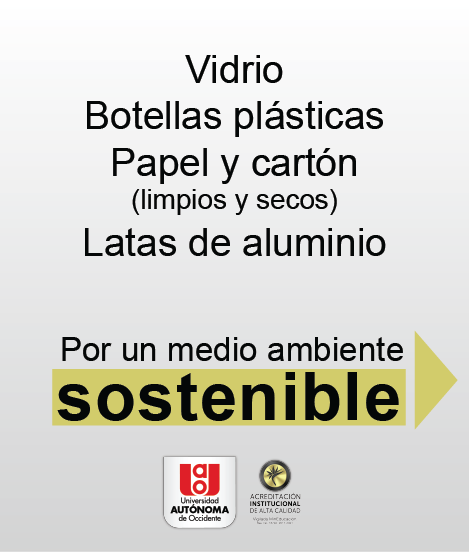 Vidrio
Botellas plásticas
Papel y cartón
(limpios y secos)
Latas de aluminio
Por un medio ambiente
sostenible
Universidad
AUTÓNOMA
de Occidente
ACREDITACIÓN
INSTITUCIONAL
DE ALTA CALIDAD